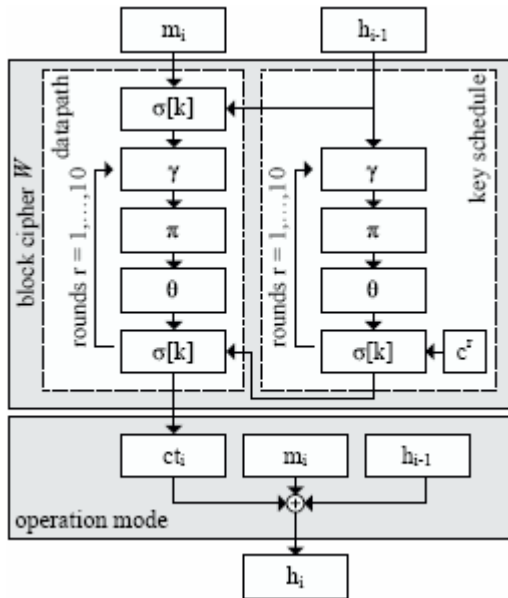 mᵢ
hᵢ₋₁
block cipher W
datapath
key schedule
σ[k]
rounds r = 1,…,10
γ
π
θ
σ[k]
rounds r = 1,…,10
γ
π
θ
σ[k]
cʳ
ctᵢ
mᵢ
hᵢ₋₁
+
operation mode
hᵢ